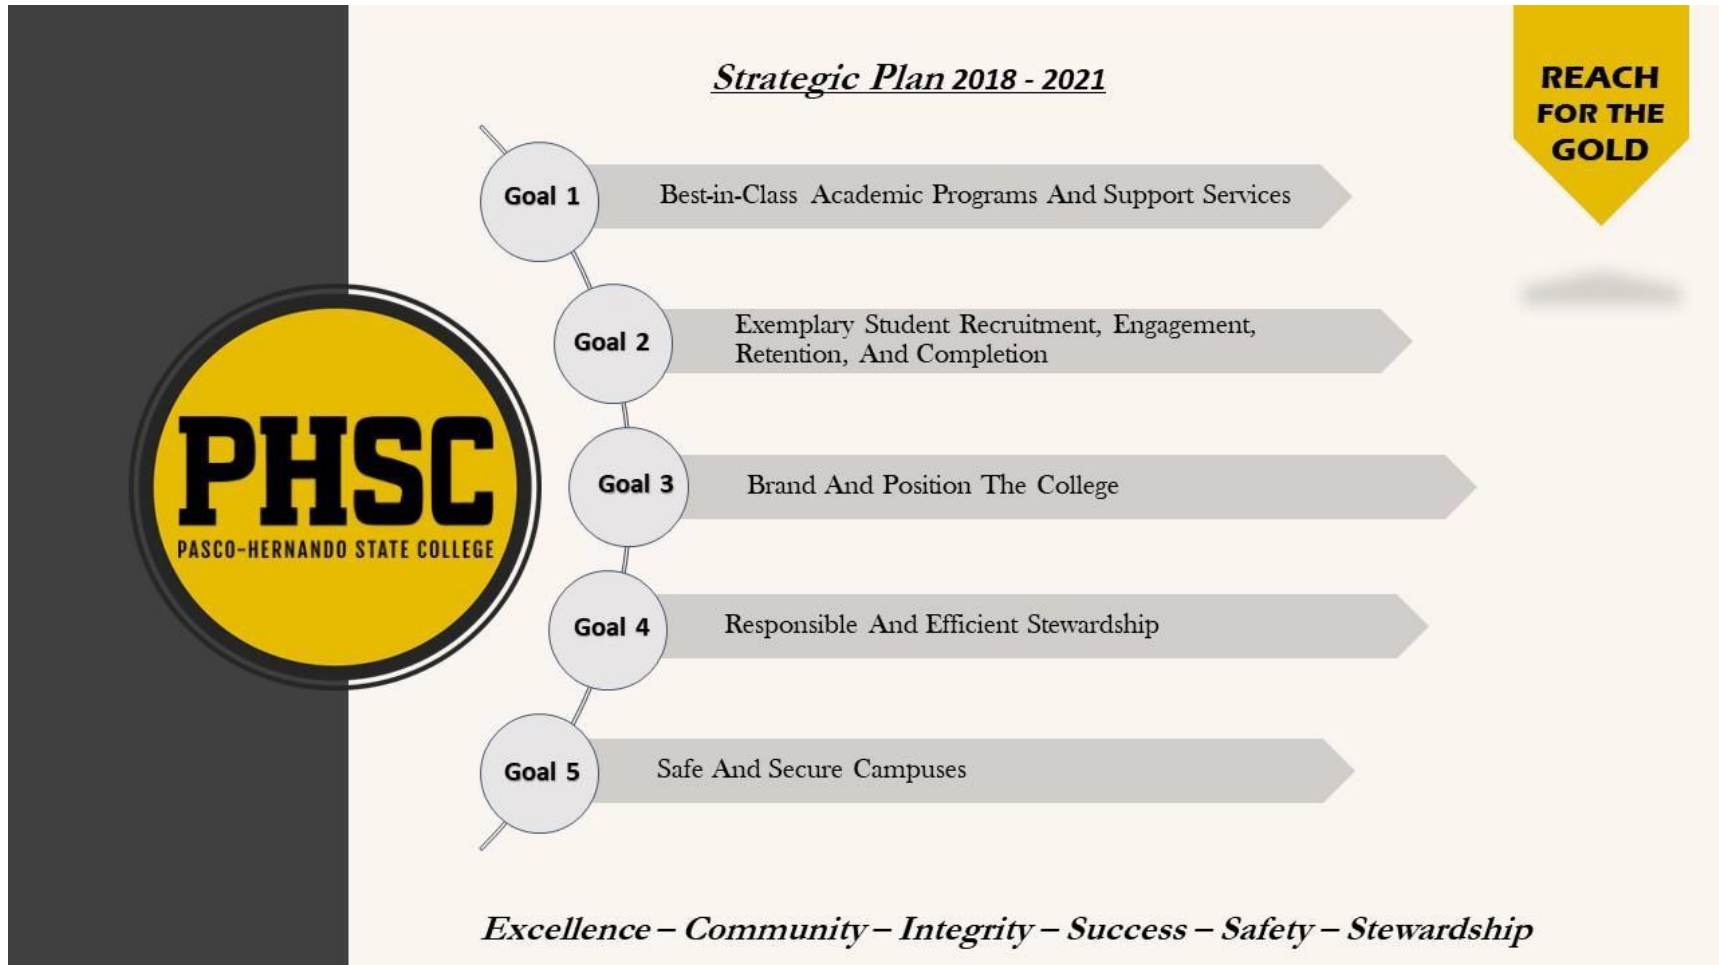 Strategic Plan 2018 - 2021
REACH
FOR THE
GOLD
Goal 1
Best-in-Class Academic Programs And Support Services
Goal 2
Exemplary Student Recruitment, Engagement,
Retention, And Completion
Goal 3
Brand And Position The College
PHSC
PASCO-HERNANDO STATE COLLEGE
Goal 4
Responsible And Efficient Stewardship
Goal 5
Safe And Secure Campuses
Excellence – Community – Integrity – Success – Safety – Stewardship